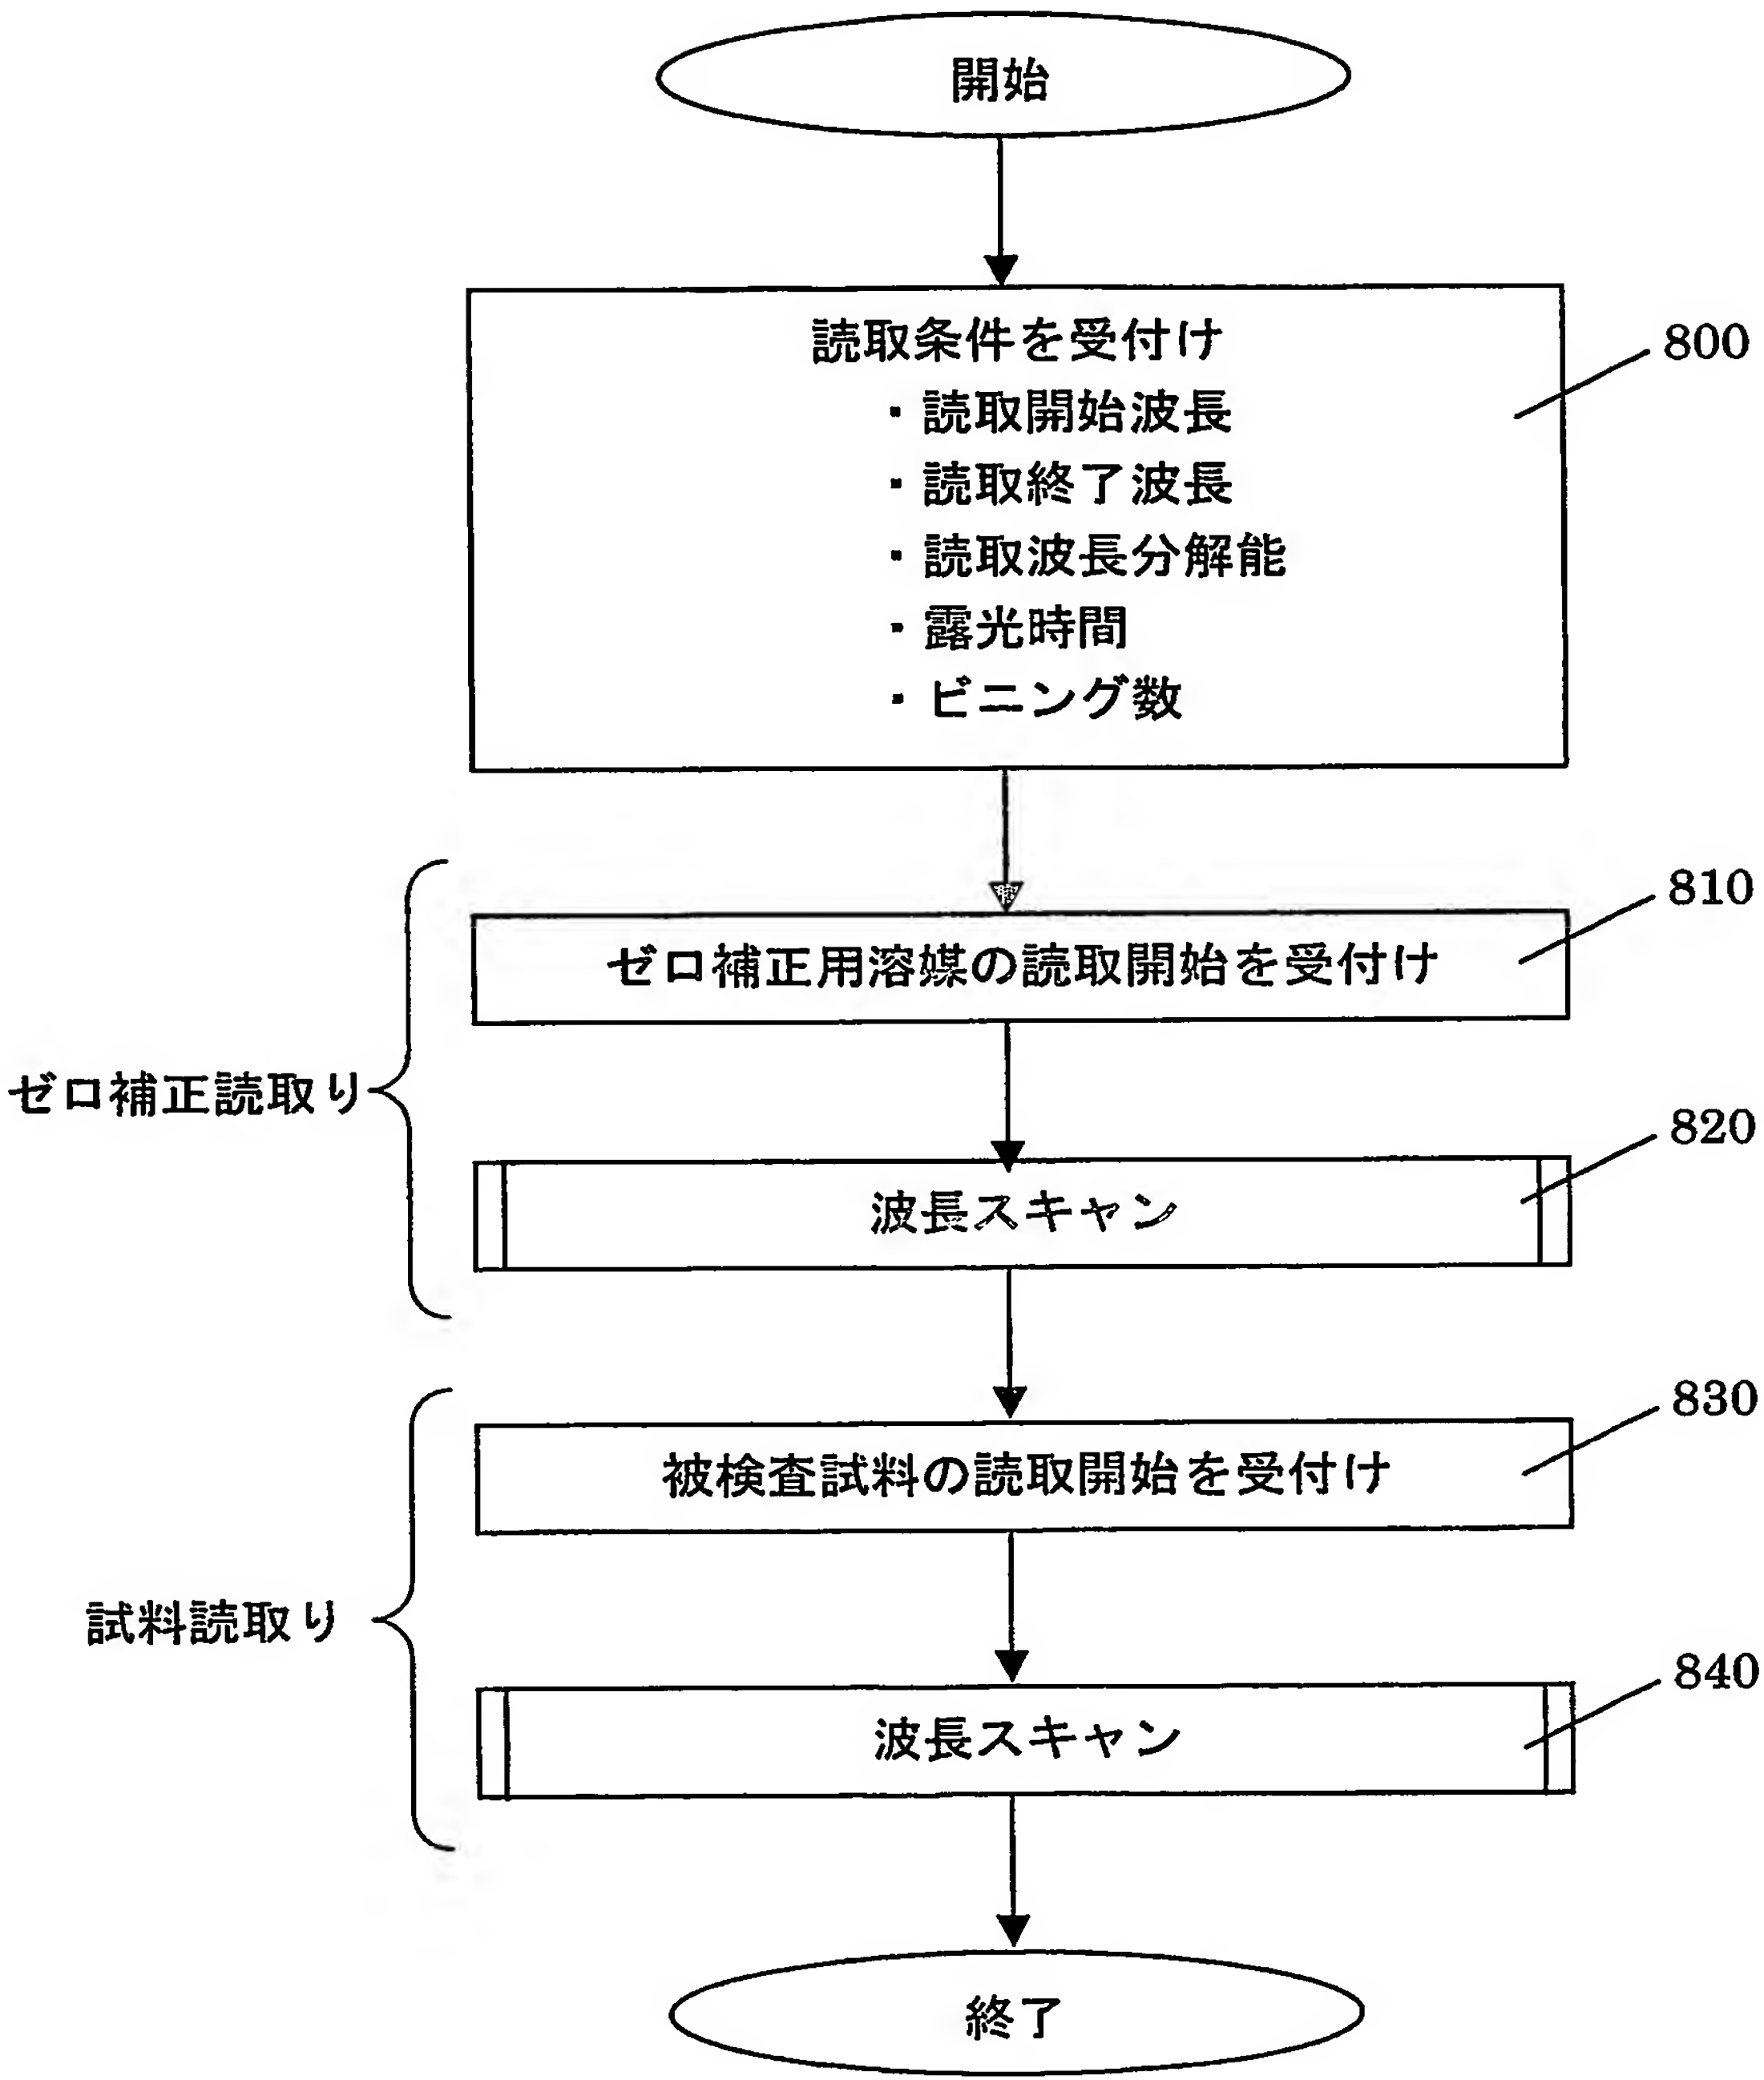 開始
読取条件を受付け
・読取開始波長
・読取終了波長
・読取波長分解能
・露光時間
・ビニング数
800
810
ゼロ補正用溶媒の読取開始を受付け
ゼロ補正読取り
820
波長スキャン
830
被検査試料の読取開始を受付け
試料読取り
840
波長スキャン
終了